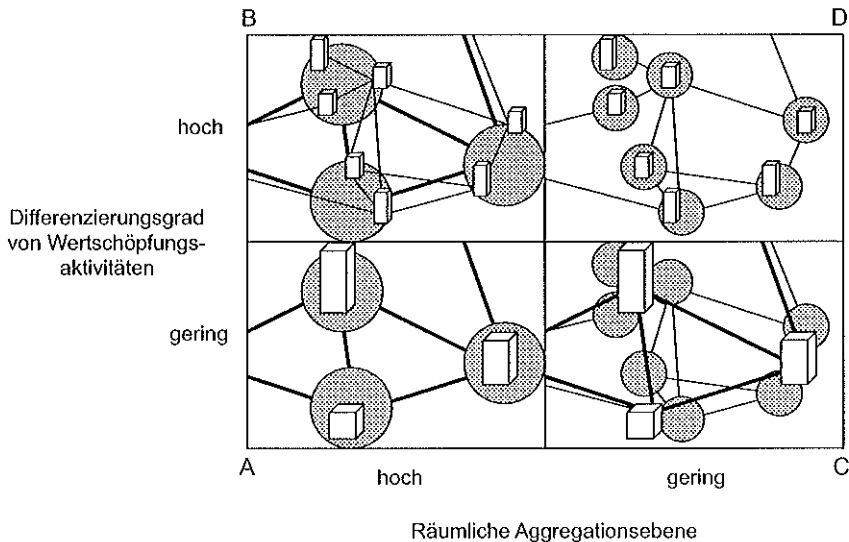 B
D
hoch
Differenzierungsgrad
von Wertschöpfungs-
aktivitäten
gering
A
hoch
gering
C
Räumliche Aggregationsebene